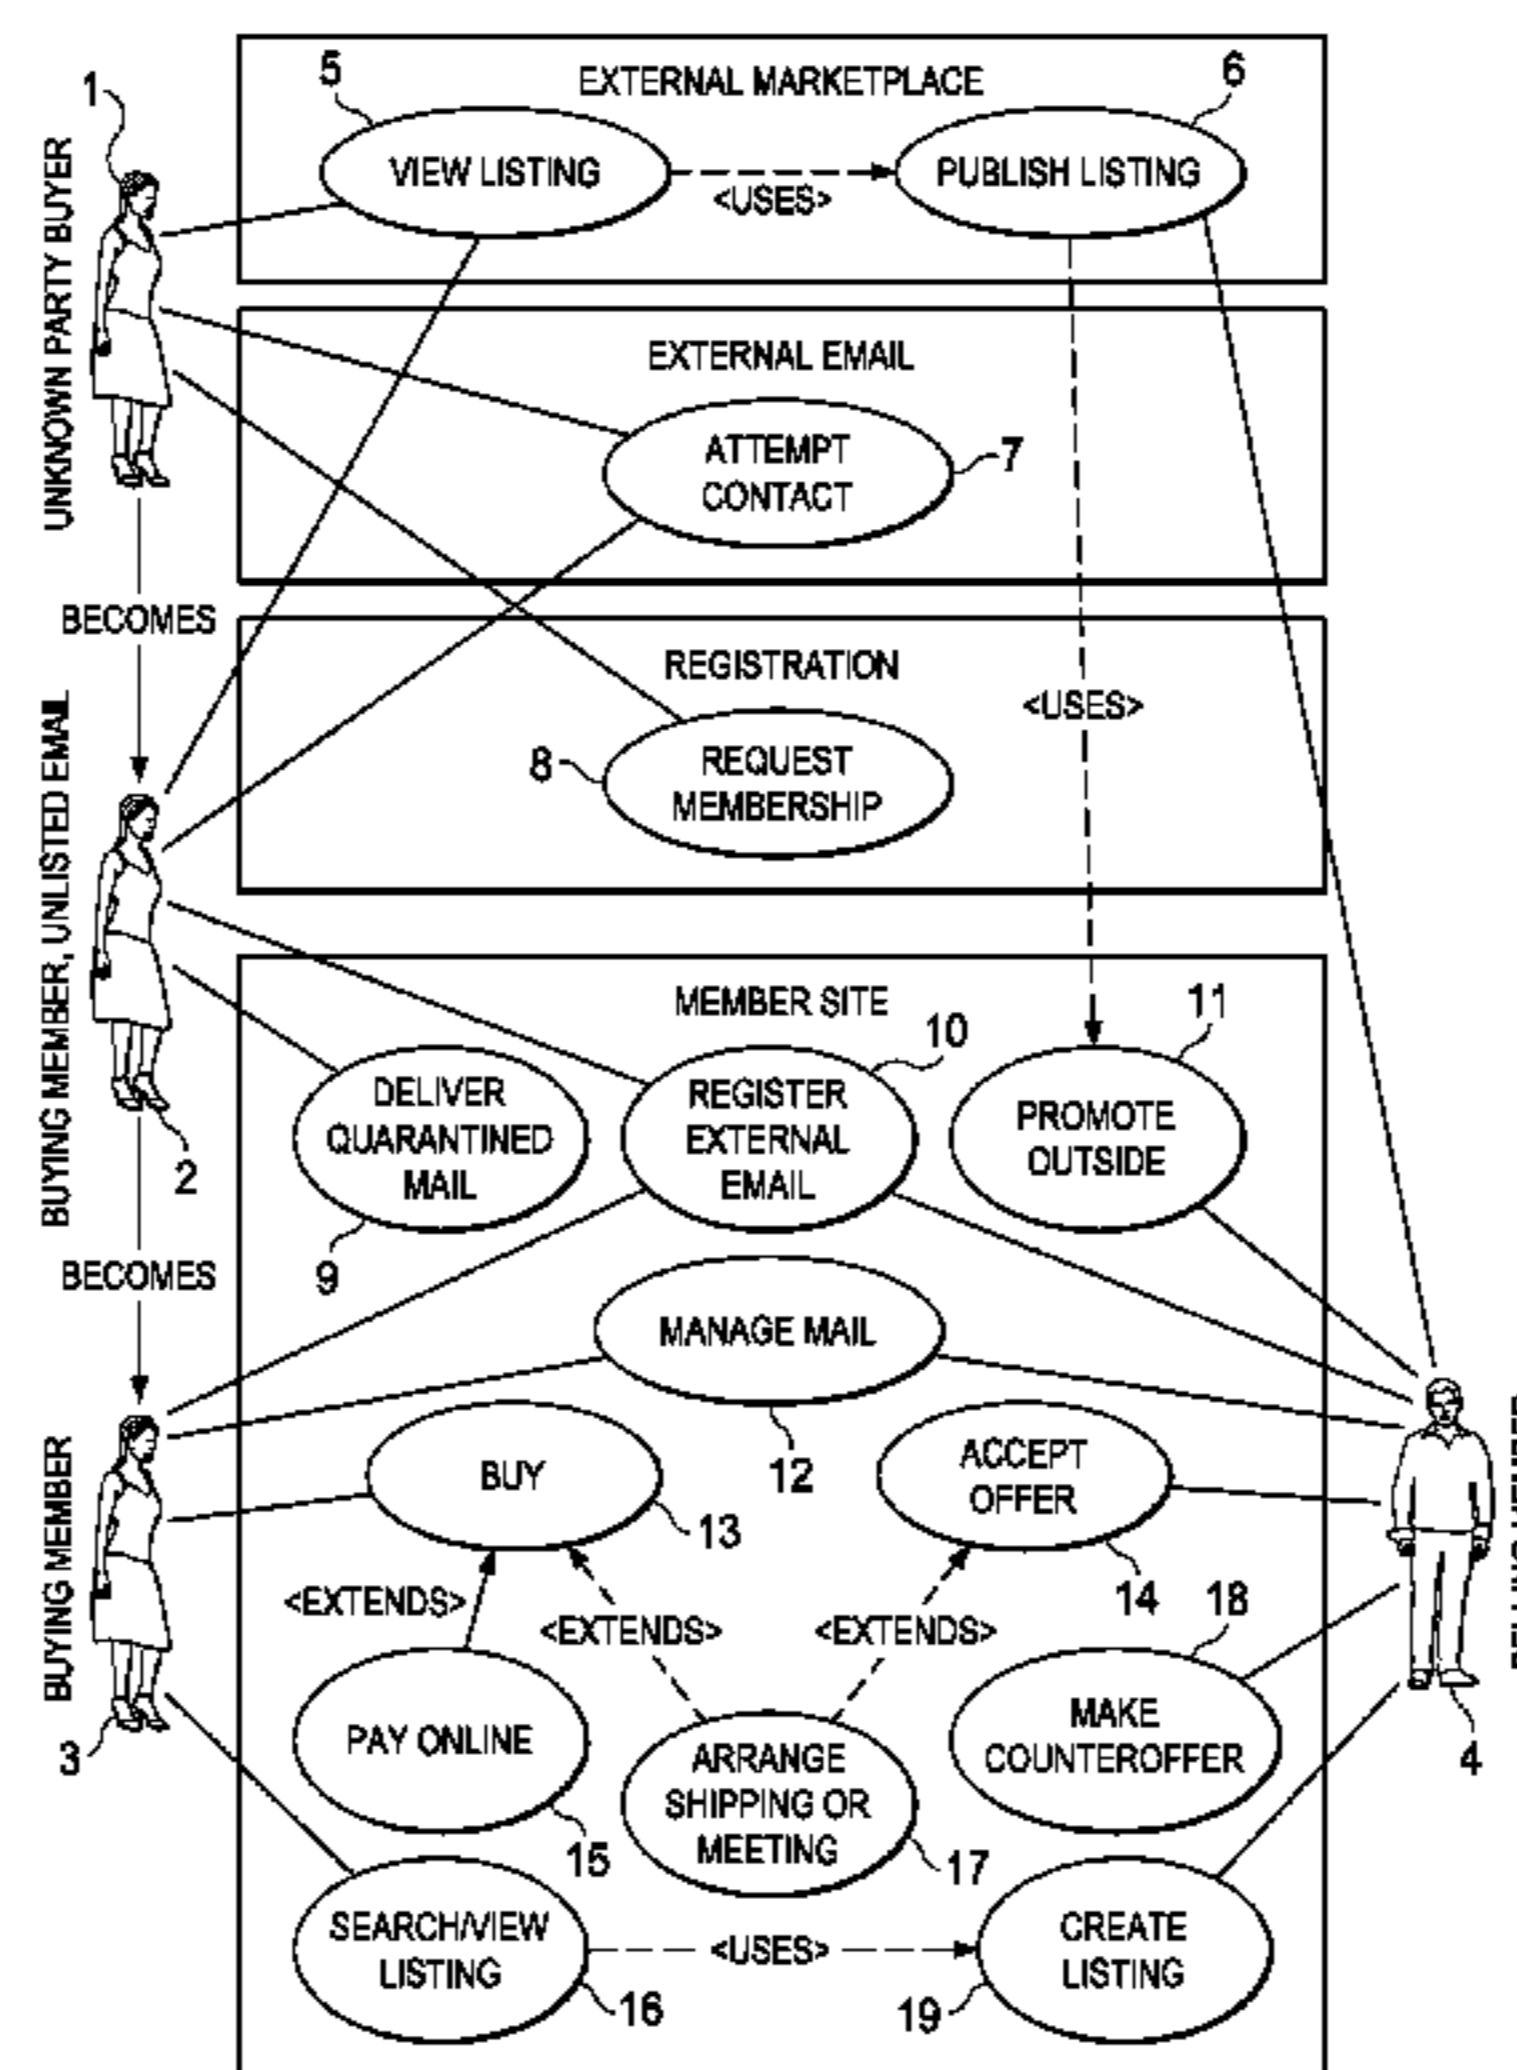 EXTERNAL MARKETPLACE
5
6
1
VIEW LISTING
<USES>
PUBLISH LISTING
UNKNOWN PARTY BUYER
EXTERNAL EMAIL
ATTEMPT
CONTACT
7
BECOMES
REGISTRATION
<USES>
8
REQUEST
MEMBERSHIP
BUYING MEMBER, UNLISTED EMAIL
2
MEMBER SITE
10
11
DELIVER
QUARANTINED
MAIL
9
REGISTER
EXTERNAL
EMAIL
PROMOTE
OUTSIDE
BECOMES
MANAGE MAIL
12
BUY
13
ACCEPT
OFFER
14
BUYING MEMBER
3
<EXTENDS>
<EXTENDS>
<EXTENDS>
18
PAY ONLINE
15
ARRANGE
SHIPPING OR
MEETING
17
MAKE
COUNTEROFFER
4
SEARCH/VIEW
LISTING
16
<USES>
CREATE
LISTING
19